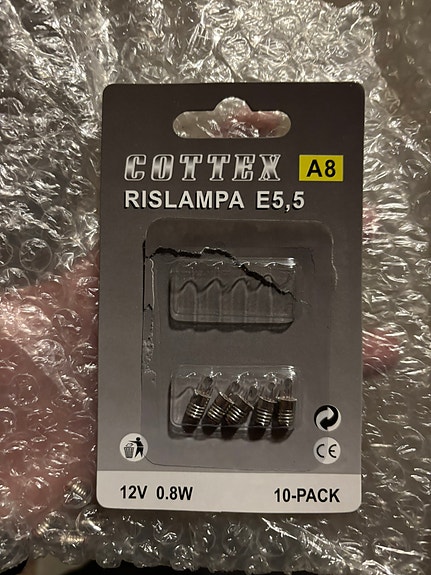 COTTEX A8
RISLAMPA E5,5
CE
12V 0.8W 10-PACK